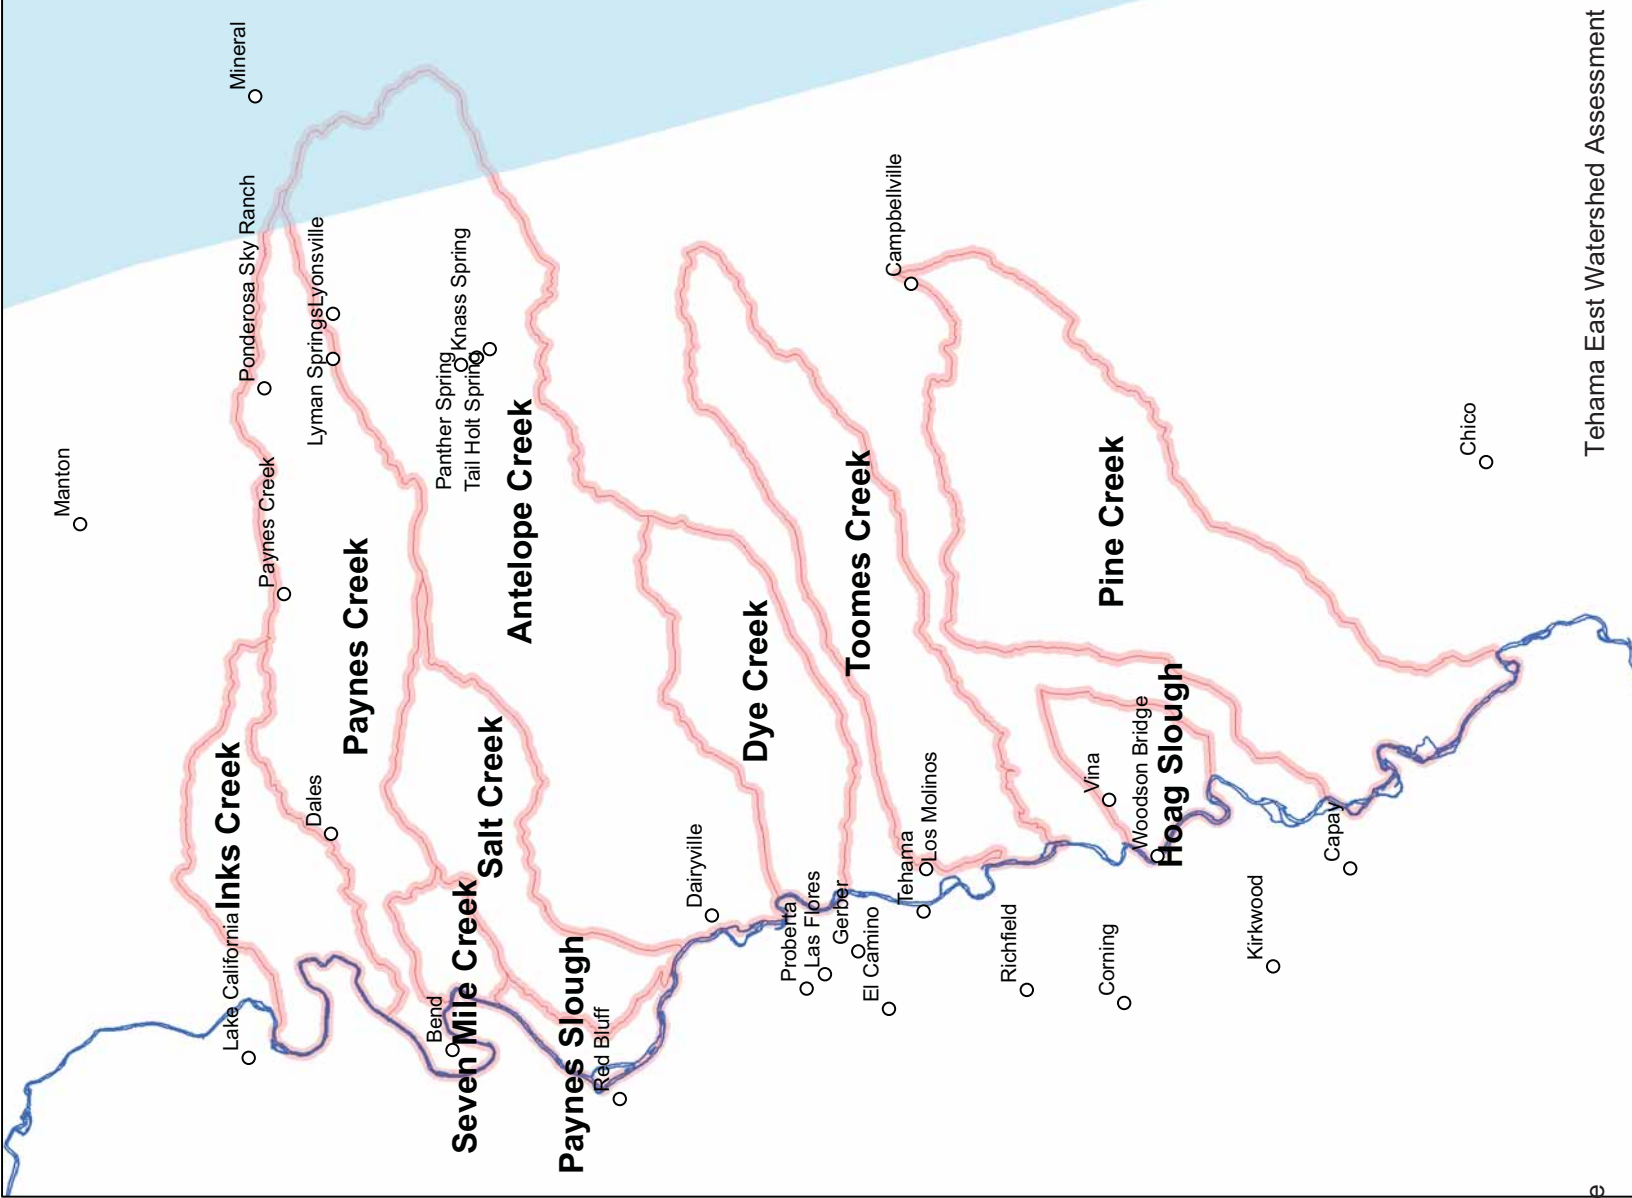 Mineral
Manton
Ponderosa Sky Ranch
Paynes Creek
Lyonsville
Lyman Springs
Knass Spring
Panther Spring
Tail Holt Spring
Campbellville
Chico
Dales
Lake California
Bend
Red Bluff
Dairyville
Proberta
Las Flores
Gerber
El Camino
Tehama
Los Molinos
Richfield
Corning
Vina
Woodson Bridge
Kirkwood
Capay
Inks Creek
Paynes Creek
Antelope Creek
Salt Creek
Seven Mile Creek
Paynes Slough
Dye Creek
Toomes Creek
Pine Creek
Hoag Slough
Tehama East Watershed Assessment
e